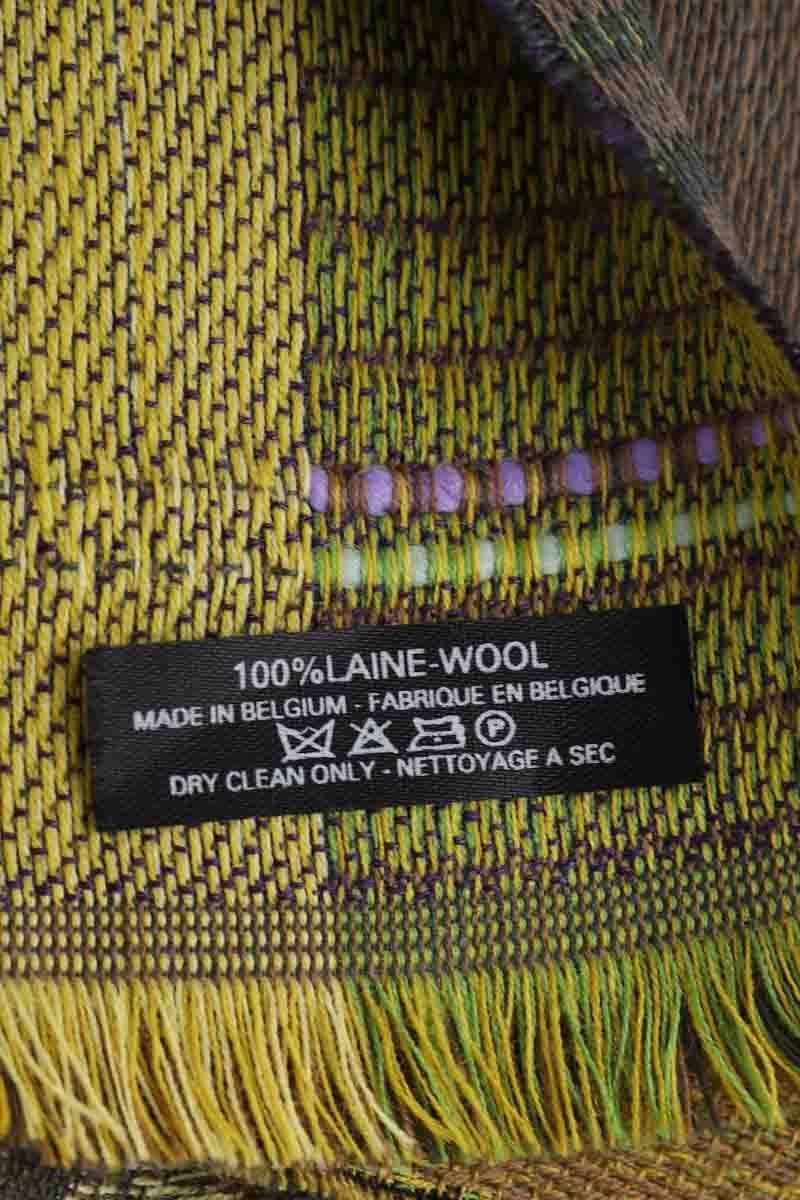 100%LAINE-WOOL
MADE IN BELGIUM - FABRIQUE EN BELGIQUE
P
DRY CLEAN ONLY - NETTOYAGE A SEC